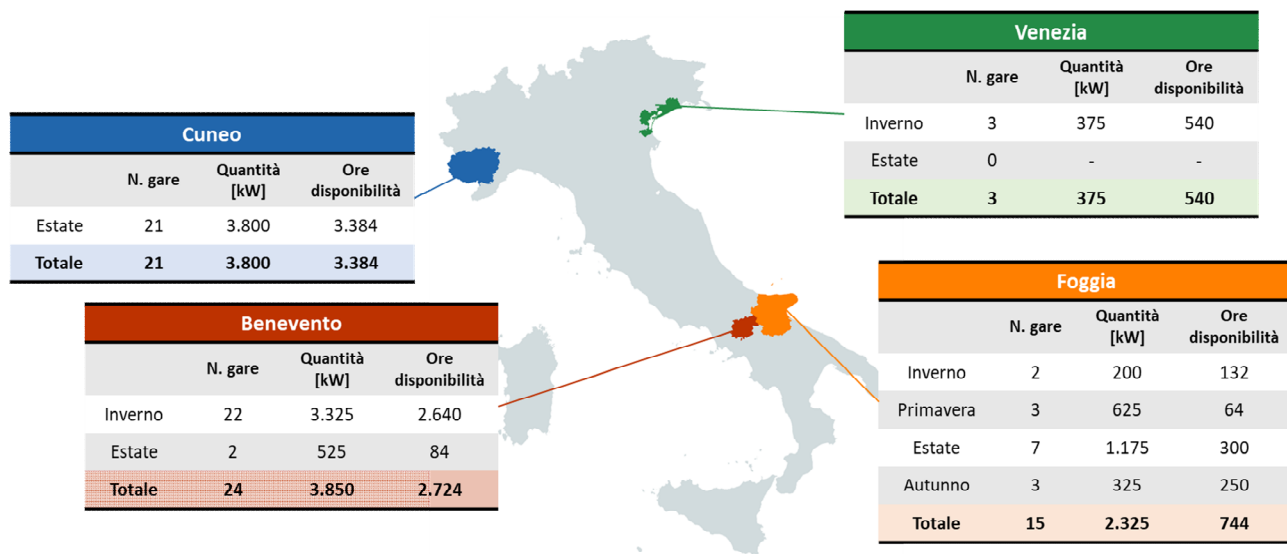 Venezia
N. gare Quantità [kW] Ore disponibilità
Inverno 3 375 540
Estate 0 - -
Totale 3 375 540
Cuneo
N. gare Quantità [kW] Ore disponibilità
Estate 21 3.800 3.384
Totale 21 3.800 3.384
Benevento
N. gare Quantità [kW] Ore disponibilità
Inverno 22 3.325 2.640
Estate 2 525 84
Totale 24 3.850 2.724
Foggia
N. gare Quantità [kW] Ore disponibilità
Inverno 2 200 132
Primavera 3 625 64
Estate 7 1.175 300
Autunno 3 325 250
Totale 15 2.325 744